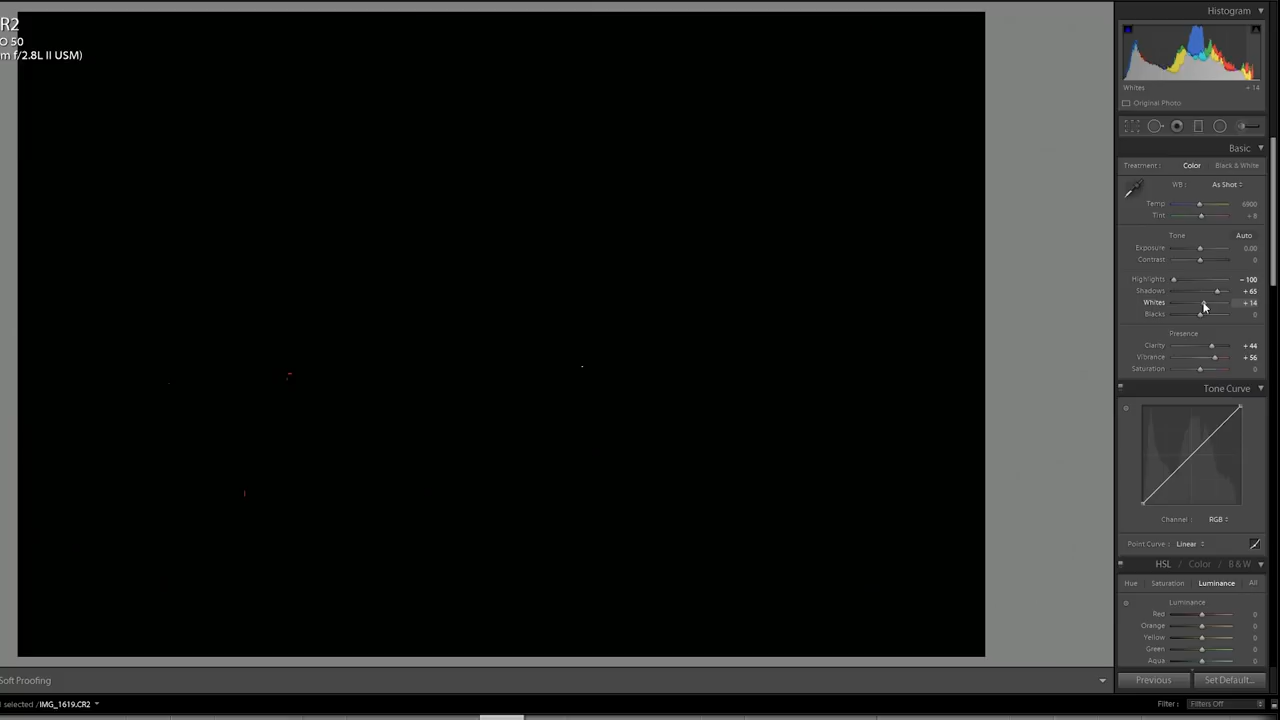 R2
O 50
m f/2.8L II USM)
Histogram
Whites + 14
Original Photo
Basic
Treatment : Color Black & White
WB : As Shot
Temp 6900
Tint + 8
Tone Auto
Exposure 0.00
Contrast 0
Highlights – 100
Shadows + 65
Whites + 14
Blacks 0
Presence
Clarity + 44
Vibrance + 56
Saturation 0
Tone Curve
Channel : RGB
Point Curve : Linear
HSL / Color / B & W
Hue Saturation Luminance All
Luminance
Red 0
Orange 0
Yellow 0
Green 0
Aqua 0
Soft Proofing
Previous Set Default...
selected / IMG_1619.CR2
Filter : Filters Off